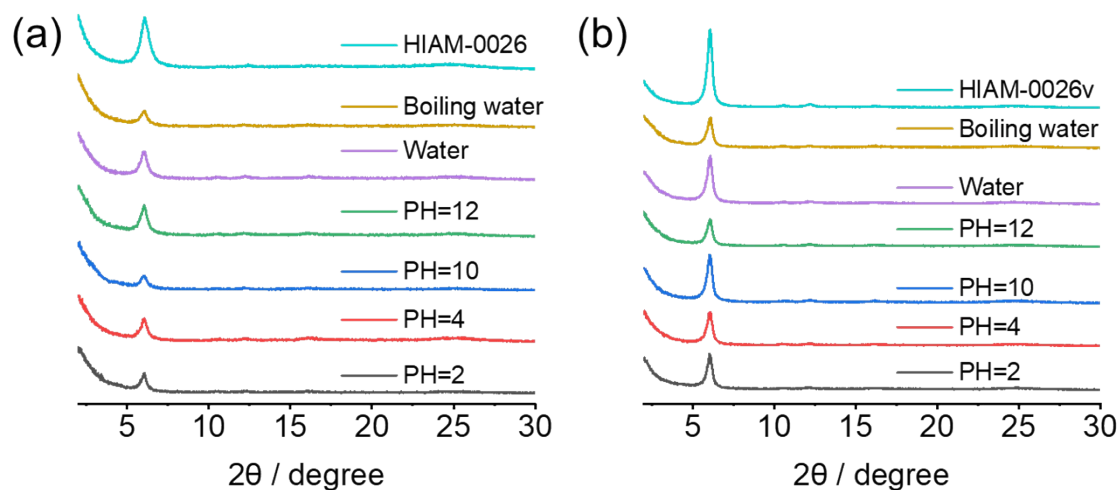 (a)
HIAM-0026
Boiling water
Water
PH=12
PH=10
PH=4
PH=2
5 10 15 20 25 30
2θ / degree
(b)
HIAM-0026v
Boiling water
Water
PH=12
PH=10
PH=4
PH=2
5 10 15 20 25 30
2θ / degree